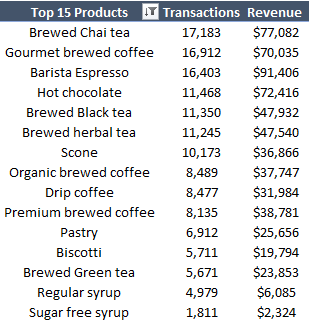 Top 15 Products Transactions Revenue
Brewed Chai tea 17,183 $77,082
Gourmet brewed coffee 16,912 $70,035
Barista Espresso 16,403 $91,406
Hot chocolate 11,468 $72,416
Brewed Black tea 11,350 $47,932
Brewed herbal tea 11,245 $47,540
Scone 10,173 $36,866
Organic brewed coffee 8,489 $37,747
Drip coffee 8,477 $31,984
Premium brewed coffee 8,135 $38,781
Pastry 6,912 $25,656
Biscotti 5,711 $19,794
Brewed Green tea 5,671 $23,853
Regular syrup 4,979 $6,085
Sugar free syrup 1,811 $2,324